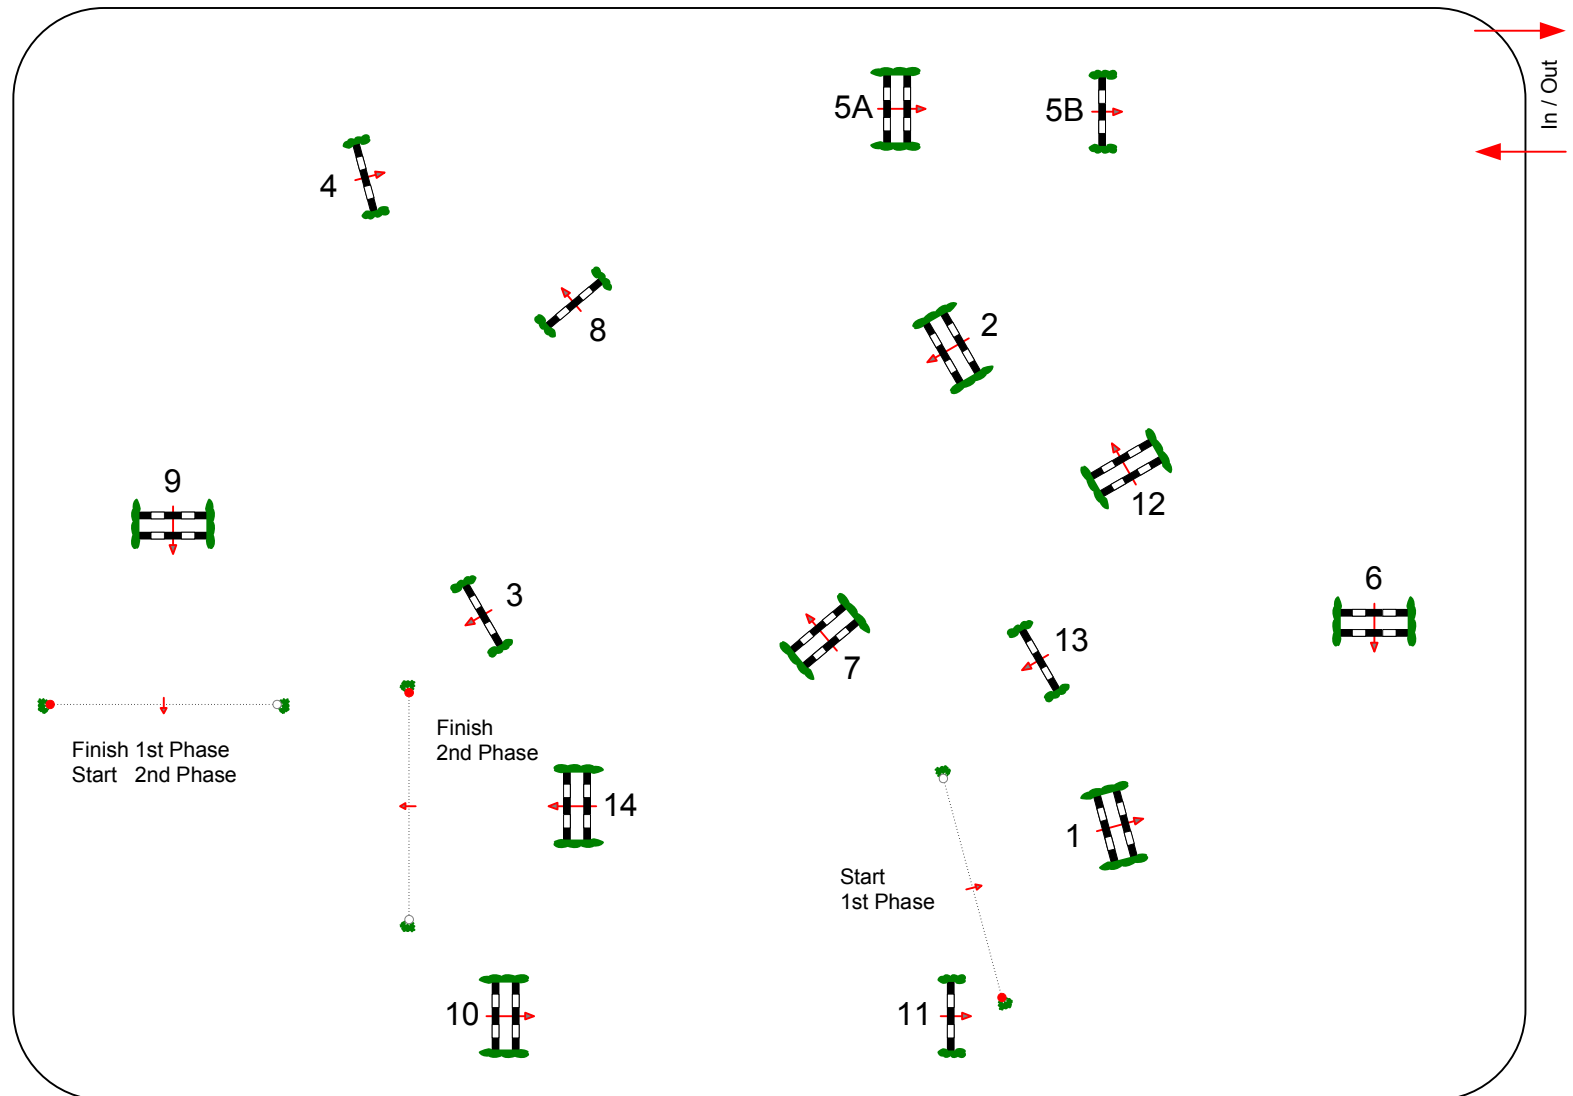 5A
5B
In / Out
4
8
2
9
12
3
6
7
13
Finish 1st Phase
Start 2nd Phase
Finish
2nd Phase
14
1
Start
1st Phase
10
11